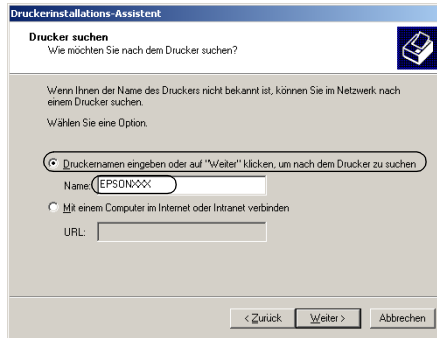 Druckerinstallations-Assistent
Drucker suchen
Wie möchten Sie nach dem Drucker suchen?
Wenn Ihnen der Name des Druckers nicht bekannt ist, können Sie im Netzwerk nach
einem Drucker suchen.
Wählen Sie eine Option.
Druckernamen eingeben oder auf "Weiter" klicken, um nach dem Drucker zu suchen
Name: EPSONXXX
Mit einem Computer im Internet oder Intranet verbinden
URL:
< Zurück Weiter > Abbrechen